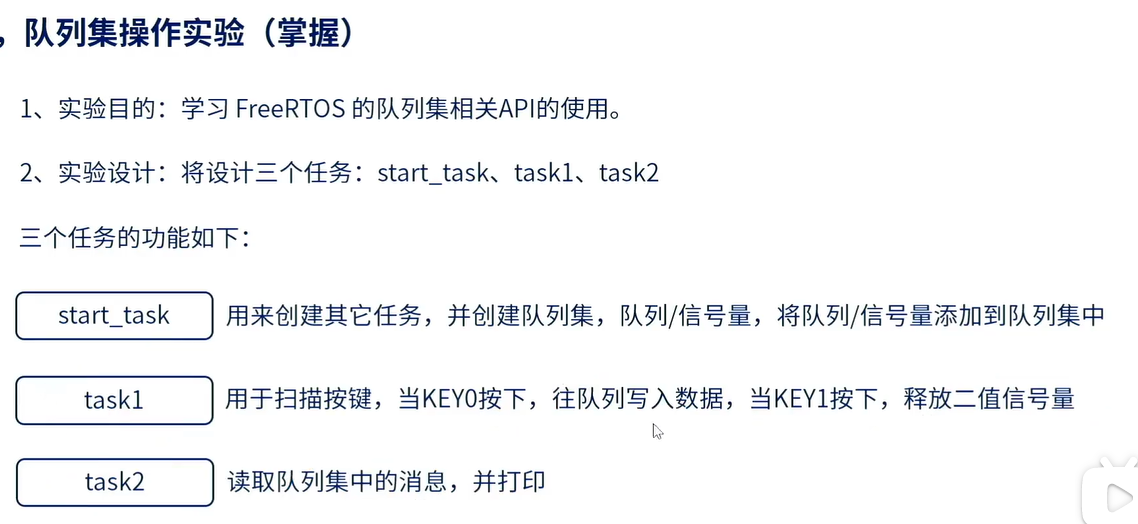 ，队列集操作实验（掌握）
1、实验目的：学习 FreeRTOS 的队列集相关API的使用。
2、实验设计：将设计三个任务：start_task、task1、task2
三个任务的功能如下：
start_task 用来创建其它任务，并创建队列集，队列/信号量，将队列/信号量添加到队列集中
task1 用于扫描按键，当KEY0按下，往队列写入数据，当KEY1按下，释放二值信号量
task2 读取队列集中的消息，并打印